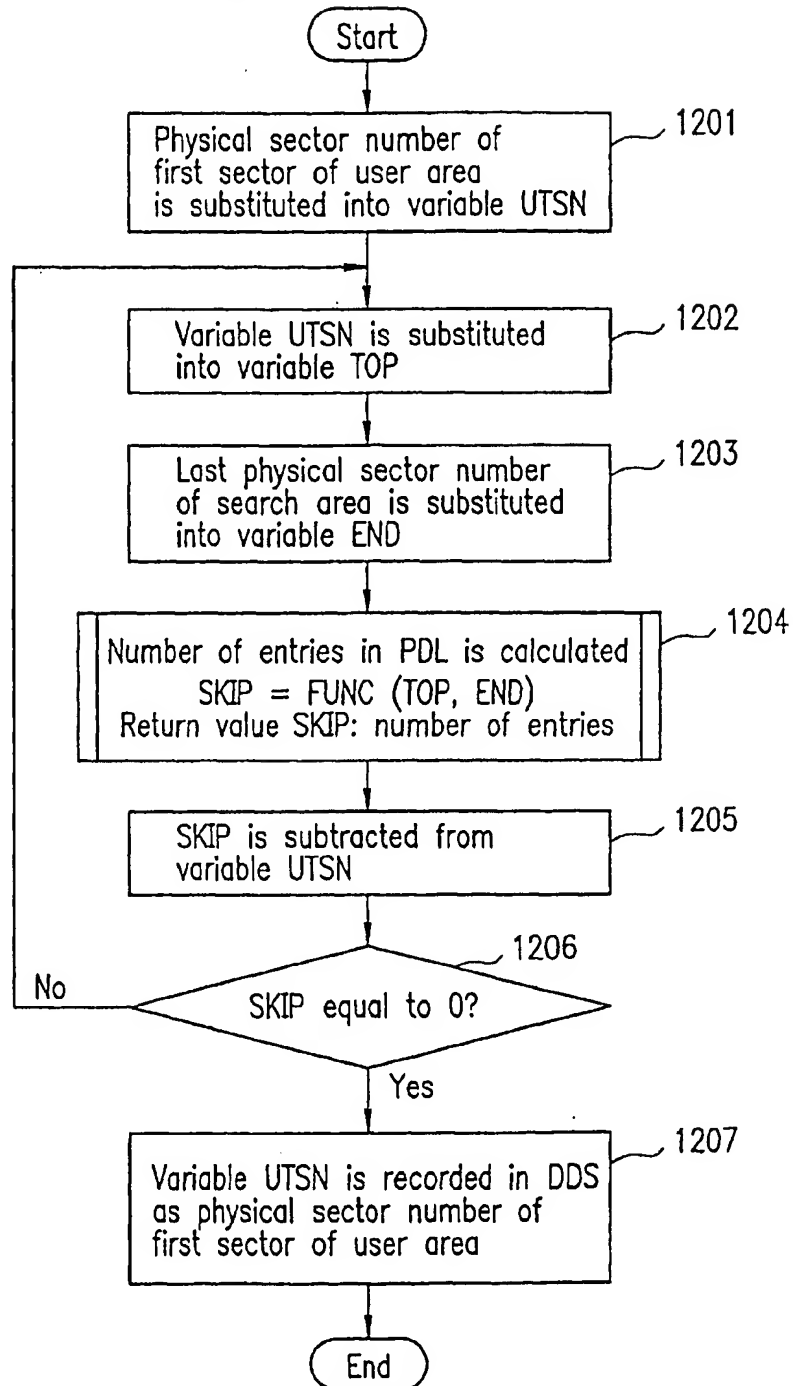 Start
Physical sector number of
first sector of user area
is substituted into variable UTSN
1201
Variable UTSN is substituted
into variable TOP
1202
Last physical sector number
of search area is substituted
into variable END
1203
Number of entries in PDL is calculated
SKIP = FUNC (TOP, END)
Return value SKIP: number of entries
1204
SKIP is subtracted from
variable UTSN
1205
1206
SKIP equal to 0?
No
Yes
Variable UTSN is recorded in DDS
as physical sector number of
first sector of user area
1207
End